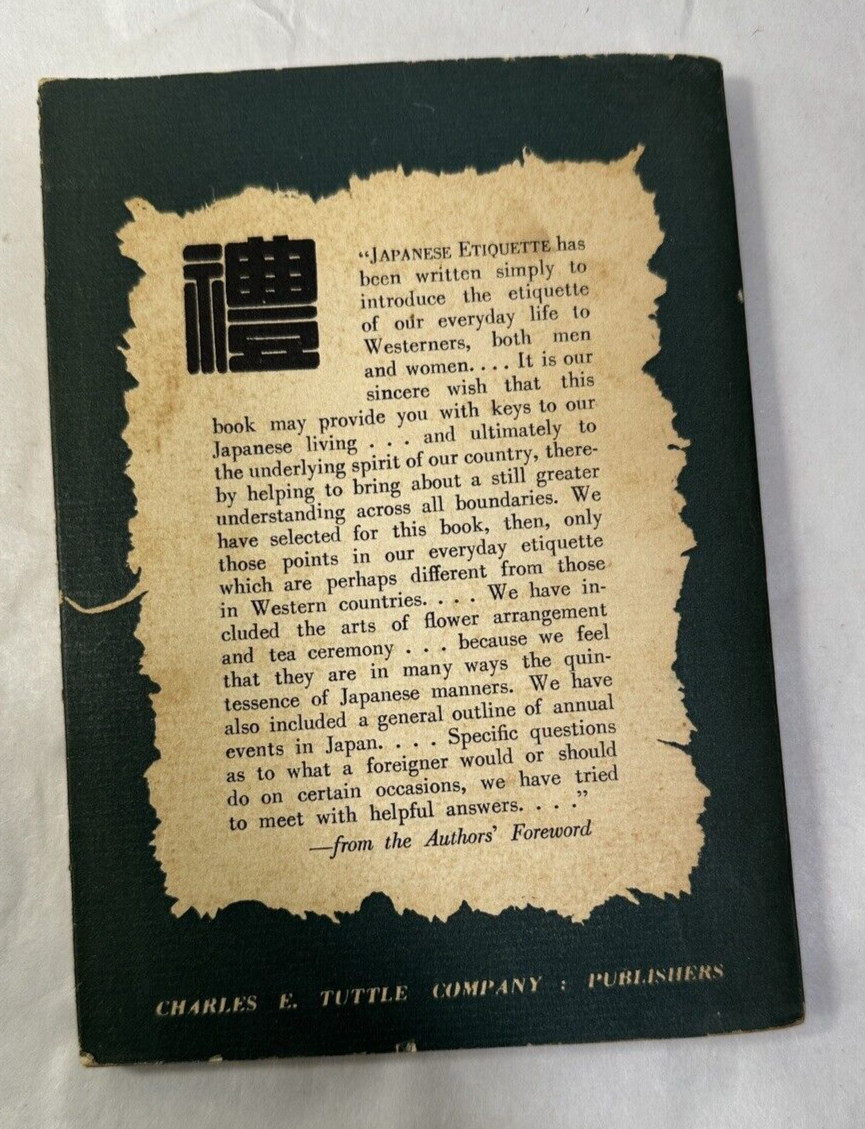 禮
“JAPANESE ETIQUETTE has
been written simply to
introduce the etiquette
of our everyday life to
Westerners, both men
and women. . . . It is our
sincere wish that this
book may provide you with keys to our
Japanese living . . . and ultimately to
the underlying spirit of our country, there-
by helping to bring about a still greater
understanding across all boundaries. We
have selected for this book, then, only
those points in our everyday etiquette
which are perhaps different from those
in Western countries. . . . We have in-
cluded the arts of flower arrangement
and tea ceremony . . . because we feel
that they are in many ways the quin-
tessence of Japanese manners. We have
also included a general outline of annual
events in Japan. . . . Specific questions
as to what a foreigner would or should
do on certain occasions, we have tried
to meet with helpful answers. . . .”
—from the Authors’ Foreword
CHARLES E. TUTTLE COMPANY : PUBLISHERS